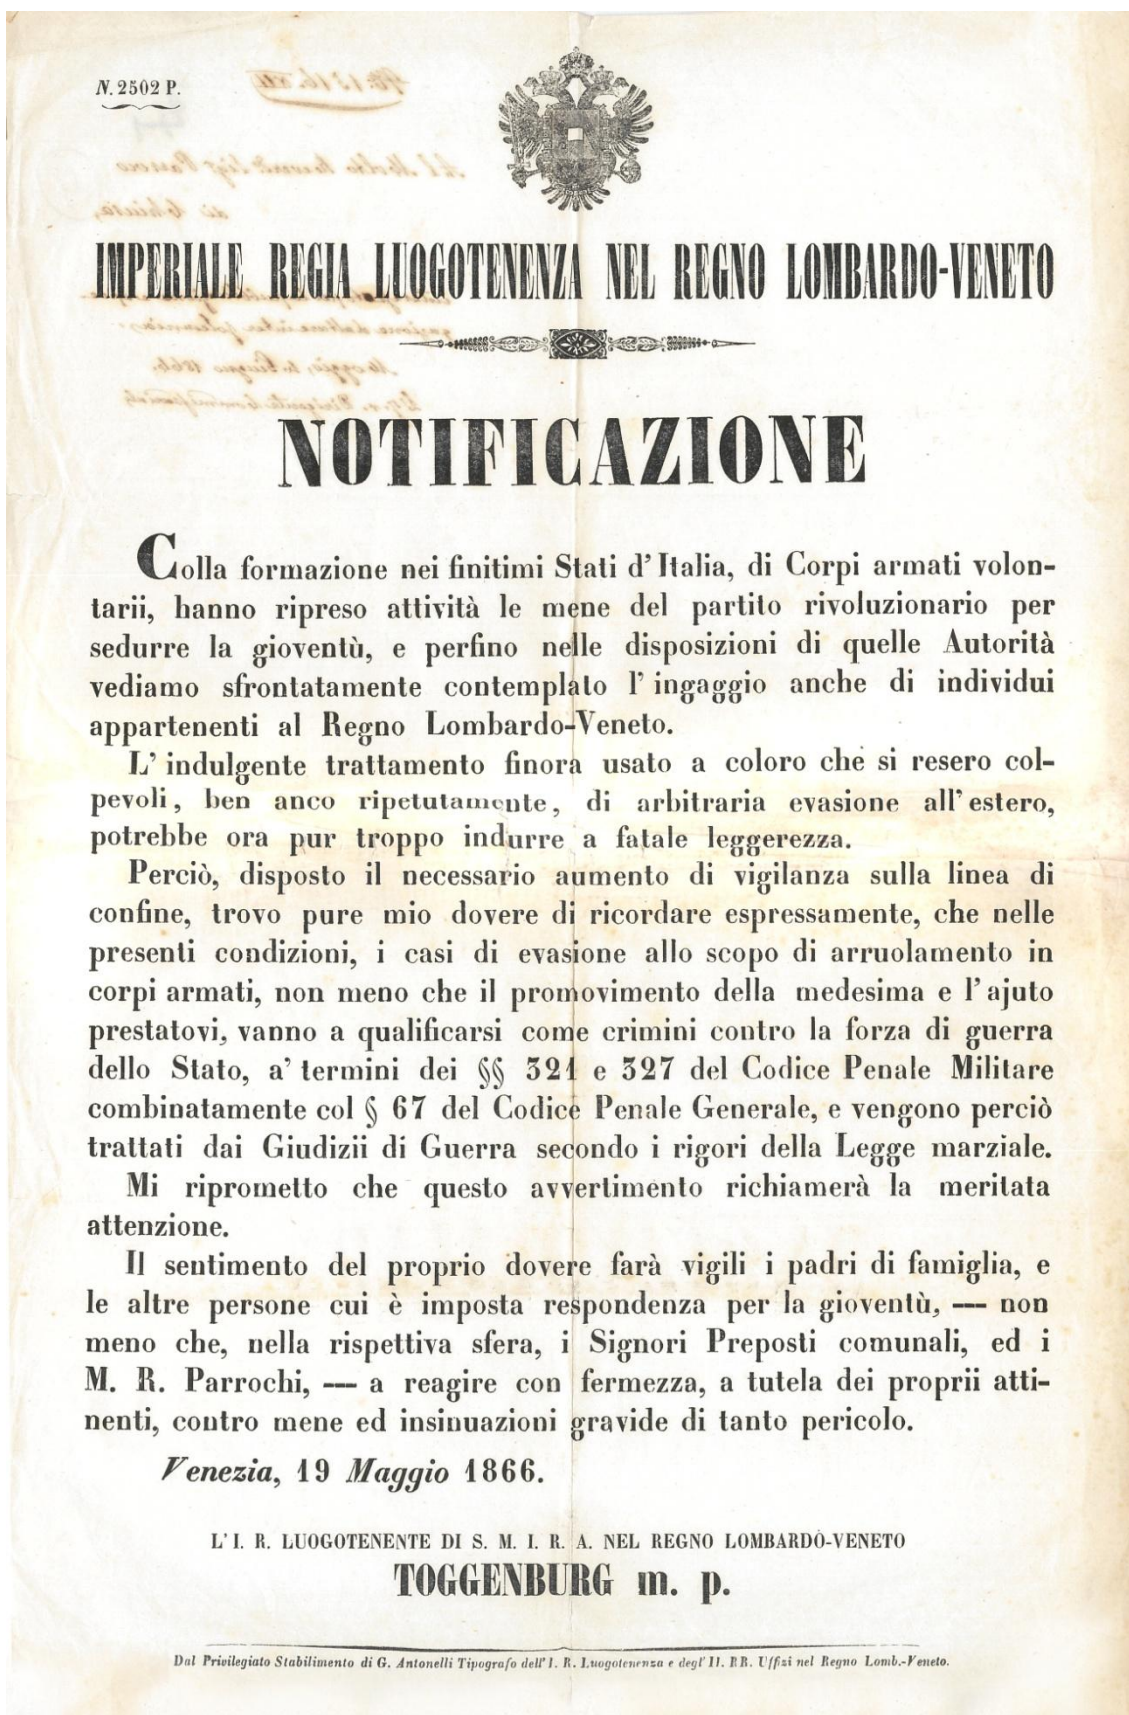 N. 2502 P.
IMPERIALE REGIA LUOGOTENENZA NEL REGNO LOMBARDO-VENETO
NOTIFICAZIONE
Colla formazione nei finitimi Stati d'Italia, di Corpi armati volon-
tarii, hanno ripreso attività le mene del partito rivoluzionario per
sedurre la gioventù, e perfino nelle disposizioni di quelle Autorità
vediamo sfrontatamente contemplato l'ingaggio anche di individui
appartenenti al Regno Lombardo-Veneto.
L'indulgente trattamento finora usato a coloro che si resero col-
pevoli, ben anco ripetutamente, di arbitraria evasione all'estero,
potrebbe ora pur troppo indurre a fatale leggerezza.
Perciò, disposto il necessario aumento di vigilanza sulla linea di
confine, trovo pure mio dovere di ricordare espressamente, che nelle
presenti condizioni, i casi di evasione allo scopo di arruolamento in
corpi armati, non meno che il promovimento della medesima e l'ajuto
prestatovi, vanno a qualificarsi come crimini contro la forza di guerra
dello Stato, a' termini dei §§ 321 e 327 del Codice Penale Militare
combinatamente col § 67 del Codice Penale Generale, e vengono perciò
trattati dai Giudizii di Guerra secondo i rigori della Legge marziale.
Mi riprometto che questo avvertimento richiamerà la meritata
attenzione.
Il sentimento del proprio dovere farà vigili i padri di famiglia, e
le altre persone cui è imposta respondenza per la gioventù, — non
meno che, nella rispettiva sfera, i Signori Preposti comunali, ed i
M. R. Parrochi, — a reagire con fermezza, a tutela dei proprii atti-
nenti, contro mene ed insinuazioni gravide di tanto pericolo.
Venezia, 19 Maggio 1866.
L' I. R. LUOGOTENENTE DI S. M. I. R. A. NEL REGNO LOMBARDO-VENETO
TOGGENBURG m. p.
Dal Privilegiato Stabilimento di G. Antonelli Tipografo dell' I. R. Luogotenenza e degl' II. RR. Uffizi nel Regno Lomb.-Veneto.